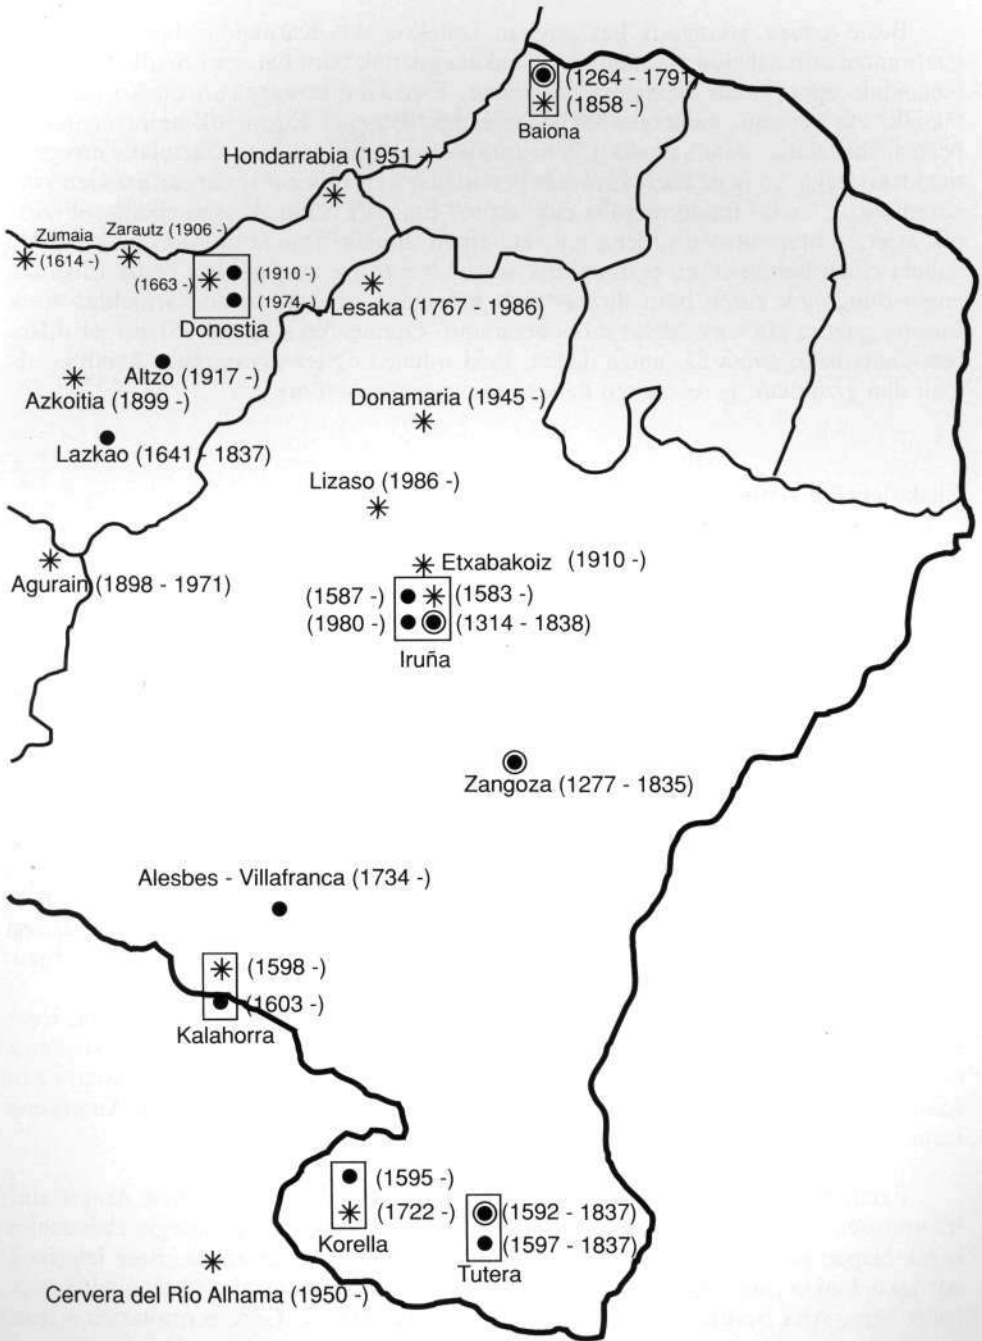 (1264 - 1791)
(1858 -)
Baiona
Hondarrabia (1951 -)
Zumaia
(1614 -)
Zarautz (1906 -)
(1663 -)
(1910 -)
(1974 -)
Donostia
Lesaka (1767 - 1986)
Altzo (1917 -)
Azkoitia (1899 -)
Donamaria (1945 -)
Lazkao (1641 - 1837)
Lizaso (1986 -)
Etxabakoiz (1910 -)
Agurain (1898 - 1971)
(1587 -)
(1583 -)
(1980 -)
(1314 - 1838)
Iruña
Zangoza (1277 - 1835)
Alesbes - Villafranca (1734 -)
(1598 -)
(1603 -)
Kalahorra
(1595 -)
(1722 -)
Korella
(1592 - 1837)
(1597 - 1837)
Tutera
Cervera del Río Alhama (1950 -)